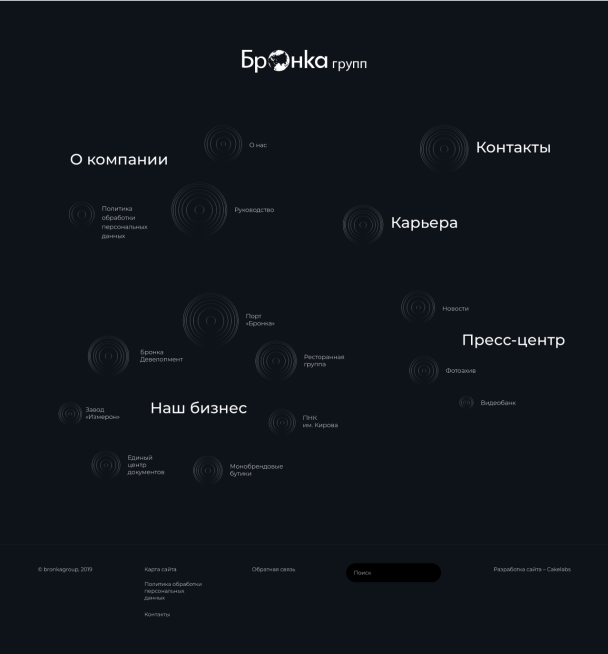 Бронка групп
О компании
О нас
Контакты
Политика
обработки
персональных
данных
Руководство
Карьера
Порт
«Бронка»
Новости
Бронка
Девелопмент
Ресторанная
группа
Пресс-центр
Фотоахив
Видеобанк
Наш бизнес
Завод
«Измерон»
ПНК
им. Кирова
Единый
центр
документов
Монобрендовые
бутики
© bronkagroup, 2019
Карта сайта
Политика обработки
персональных
данных
Контакты
Обратная связь
Поиск
Разработка сайта – Cakelabs